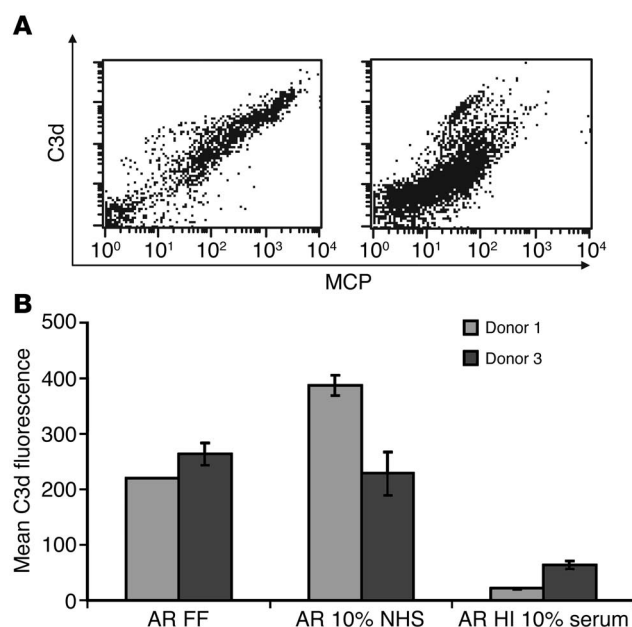 A
C3d
10⁰ 10¹ 10² 10³ 10⁴
10⁰ 10¹ 10² 10³ 10⁴
MCP
B
Mean C3d fluorescence
500
400
300
200
100
0
Donor 1
Donor 3
AR FF
AR 10% NHS
AR HI 10% serum